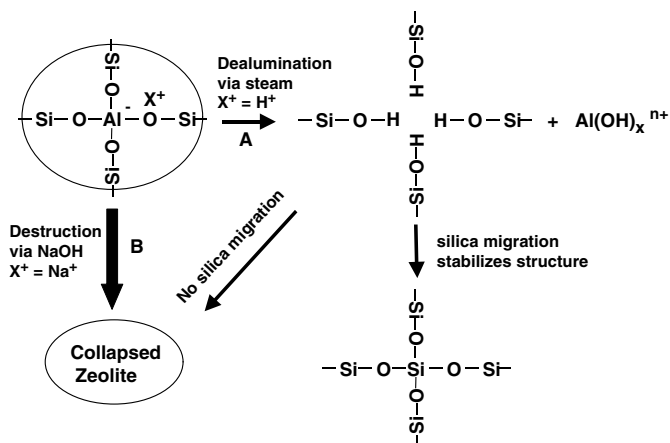 Si
O
X+
Si – O – Al - – O – Si
O
Si
Dealumination
via steam
X+ = H+
A
Si
O
H
Si – O – H
H – O – Si
H
O
Si
+ Al(OH)x n+
Destruction
via NaOH
X+ = Na+
B
No silica migration
silica migration
stabilizes structure
Collapsed
Zeolite
Si
O
Si – O – Si – O – Si
O
Si